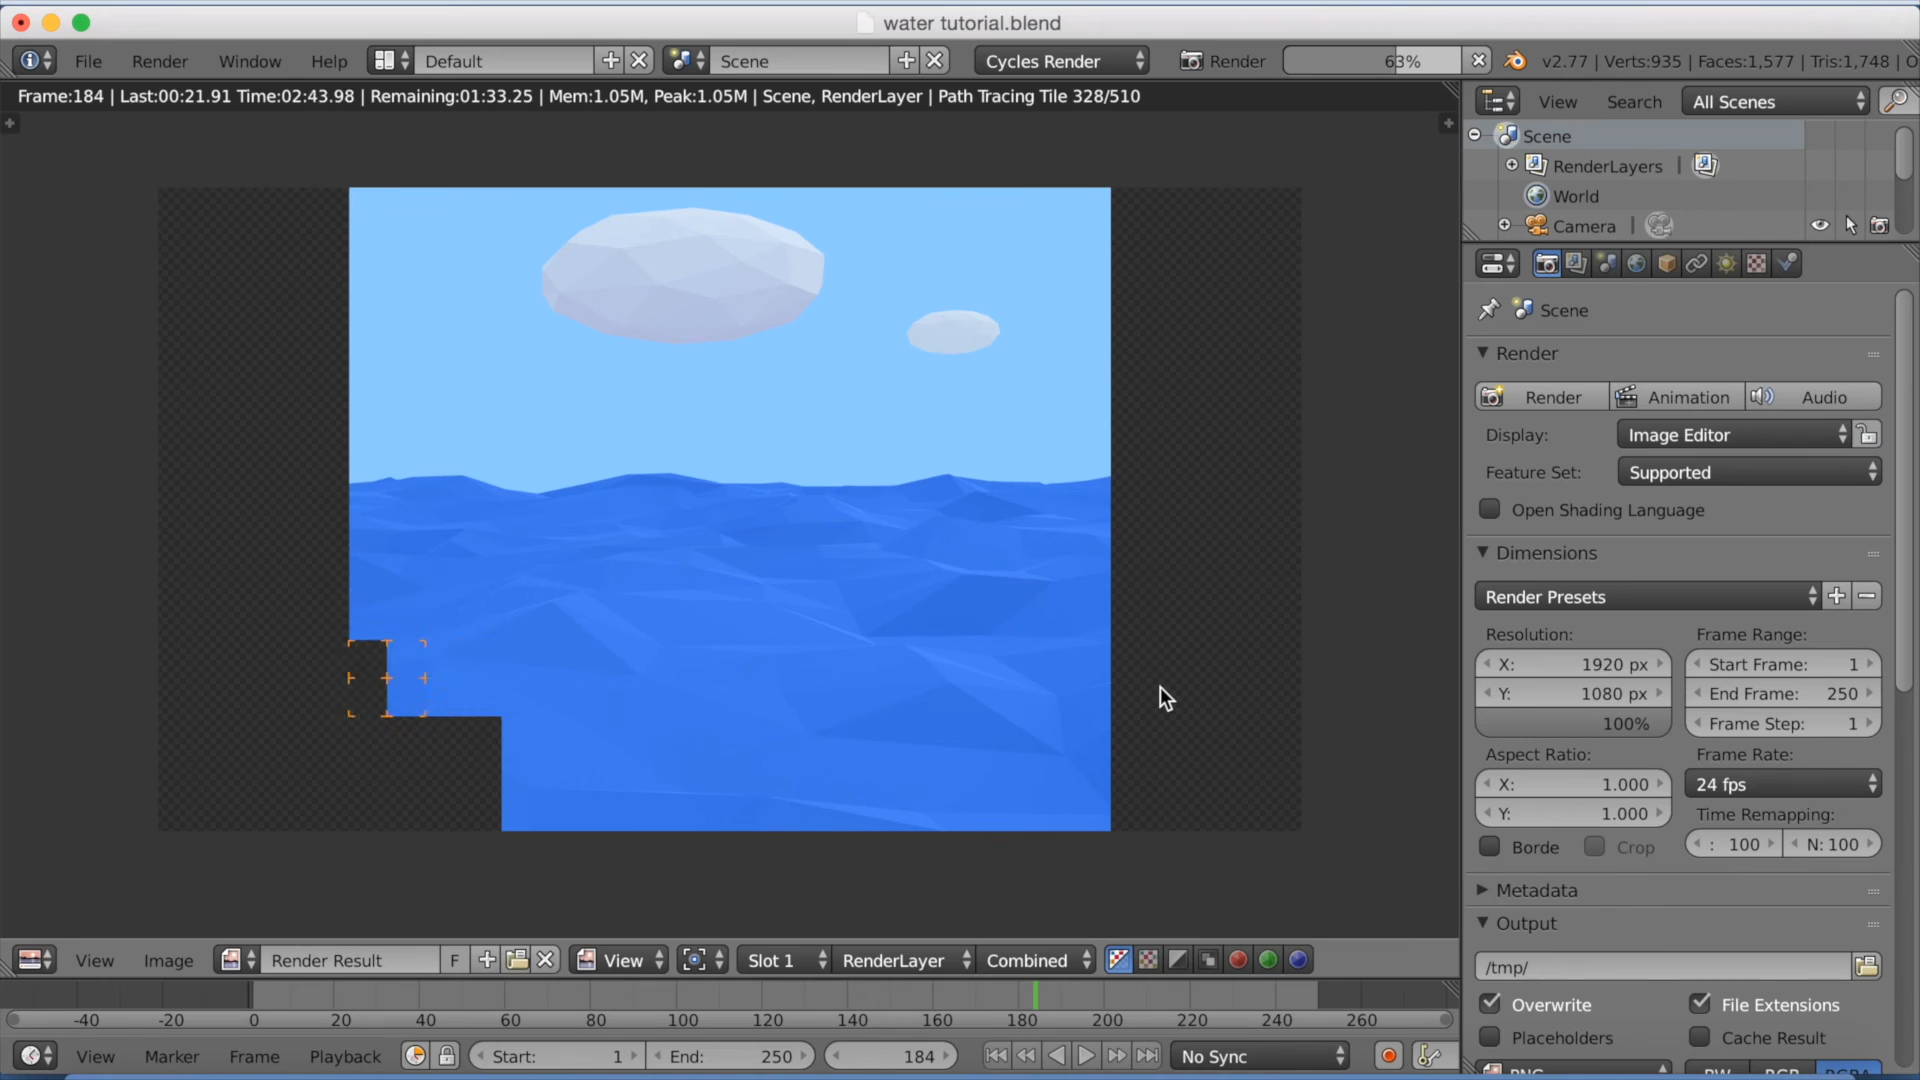 water tutorial.blend
File Render Window Help Default Scene Cycles Render Render 63% v2.77 | Verts:935 | Faces:1,577 | Tris:1,748 | O
Frame:184 | Last:00:21.91 Time:02:43.98 | Remaining:01:33.25 | Mem:1.05M, Peak:1.05M | Scene, RenderLayer | Path Tracing Tile 328/510
View Search All Scenes
Scene
RenderLayers |
World
Camera |
Scene
Render
Render Animation Audio
Display: Image Editor
Feature Set: Supported
Open Shading Language
Dimensions
Render Presets
Resolution: Frame Range:
X: 1920 px Start Frame: 1
Y: 1080 px End Frame: 250
100% Frame Step: 1
Aspect Ratio: Frame Rate:
X: 1.000 24 fps
Y: 1.000 Time Remapping:
Borde Crop : 100 N: 100
Metadata
Output
/tmp/
Overwrite File Extensions
Placeholders Cache Result
PNG BW RGB RGBA
View Image Render Result F View Slot 1 RenderLayer Combined
-40 -20 0 20 40 60 80 100 120 140 160 180 200 220 240 260
View Marker Frame Playback Start: 1 End: 250 184 No Sync